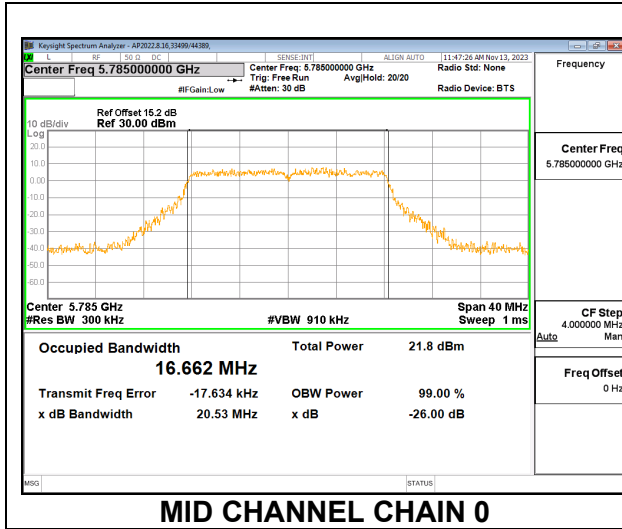 Keysight Spectrum Analyzer - AP2022.8.16,33499/44389,
LXI L RF 50 Ω DC SENSE:INT ALIGN AUTO 11:47:26 AM Nov 13, 2023
Center Freq 5.785000000 GHz
Center Freq: 5.785000000 GHz Radio Std: None
Trig: Free Run Avg|Hold: 20/20
#IFGain:Low #Atten: 30 dB Radio Device: BTS
Frequency
Ref Offset 15.2 dB
10 dB/div Ref 30.00 dBm
Log
20.0
10.0
0.00
-10.0
-20.0
-30.0
-40.0
-50.0
-60.0
Center Freq
5.785000000 GHz
Center 5.785 GHz Span 40 MHz
#Res BW 300 kHz #VBW 910 kHz Sweep 1 ms
CF Step
4.000000 MHz
Auto Man
Occupied Bandwidth Total Power 21.8 dBm
16.662 MHz
Transmit Freq Error -17.634 kHz OBW Power 99.00 %
x dB Bandwidth 20.53 MHz x dB -26.00 dB
Freq Offset
0 Hz
MSG STATUS
MID CHANNEL CHAIN 0